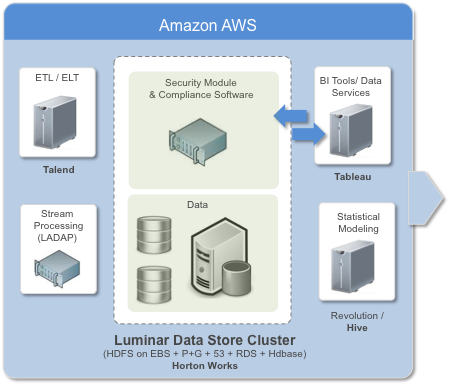 Amazon AWS
ETL / ELT
Talend
Stream
Processing
(LADAP)
Security Module
& Compliance Software
Data
BI Tools/ Data
Services
Tableau
Statistical
Modeling
Revolution /
Hive
Luminar Data Store Cluster
(HDFS on EBS + P+G + 53 + RDS + Hdbase)
Horton Works